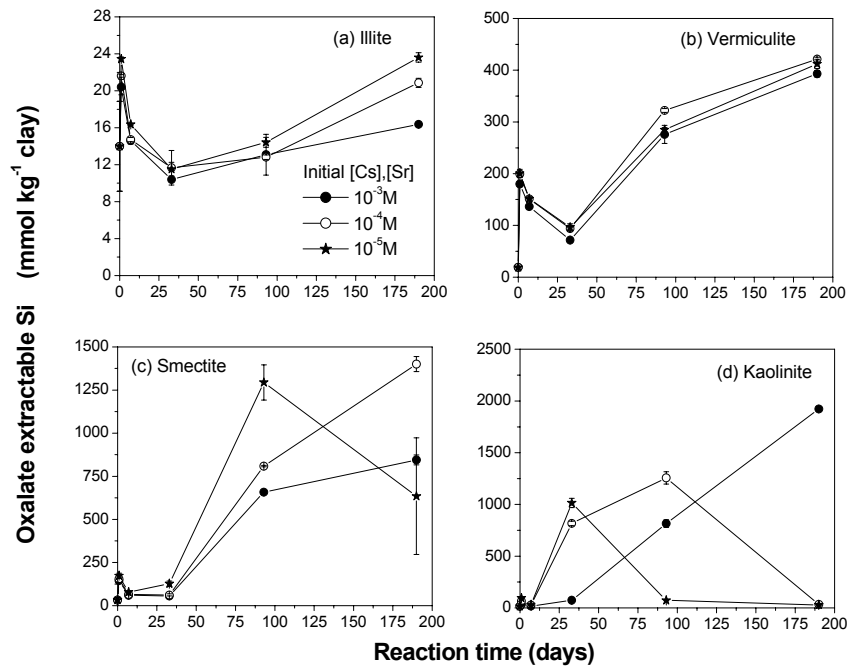 (a) Illite
28
24
20
16
12
8
4
0
0 25 50 75 100 125 150 175 200
Initial [Cs],[Sr]
10⁻³M
10⁻⁴M
10⁻⁵M
(b) Vermiculite
500
400
300
200
100
0
0 25 50 75 100 125 150 175 200
Oxalate extractable Si (mmol kg⁻¹ clay)
(c) Smectite
1500
1250
1000
750
500
250
0
0 25 50 75 100 125 150 175 200
(d) Kaolinite
2500
2000
1500
1000
500
0
0 25 50 75 100 125 150 175 200
Reaction time (days)